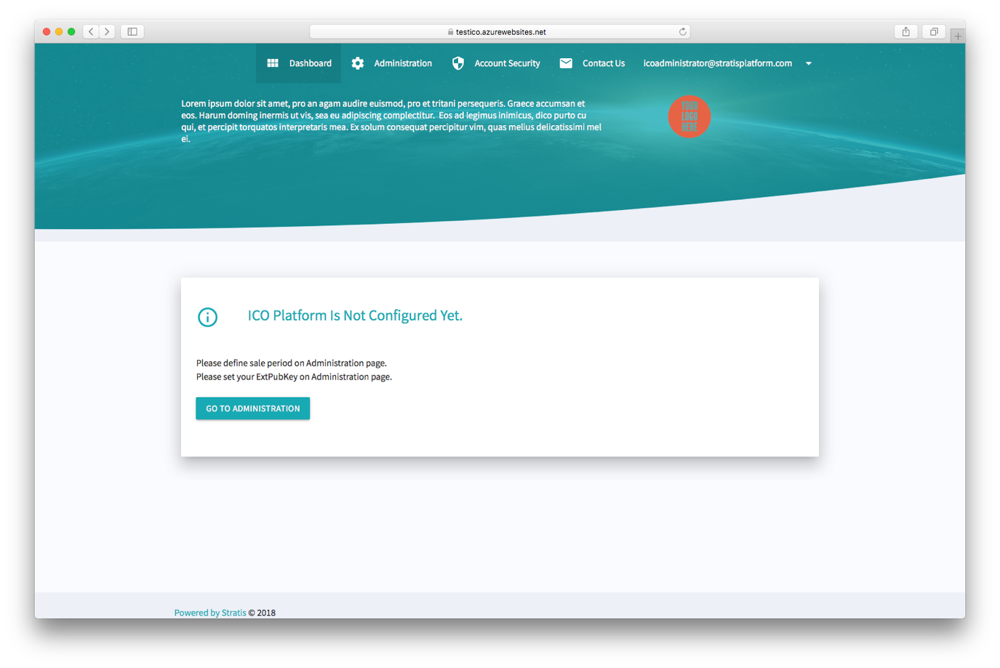 testico.azurewebsites.net
Dashboard
Administration
Account Security
Contact Us
icoadministrator@stratisplatform.com
Lorem ipsum dolor sit amet, pro an agam audire euismod, pro et tritani persequeris. Graece accumsan et
eos. Harum doming inermis ut vis, sea eu adipiscing complectitur.  Eos ad legimus inimicus, dico purto cu
qui, et percipit torquatos interpretaris mea. Ex solum consequat percipitur vim, quas melius delicatissimi mel
ei.
YOUR
LOGO
HERE
ICO Platform Is Not Configured Yet.
Please define sale period on Administration page.
Please set your ExtPubKey on Administration page.
GO TO ADMINISTRATION
Powered by Stratis © 2018